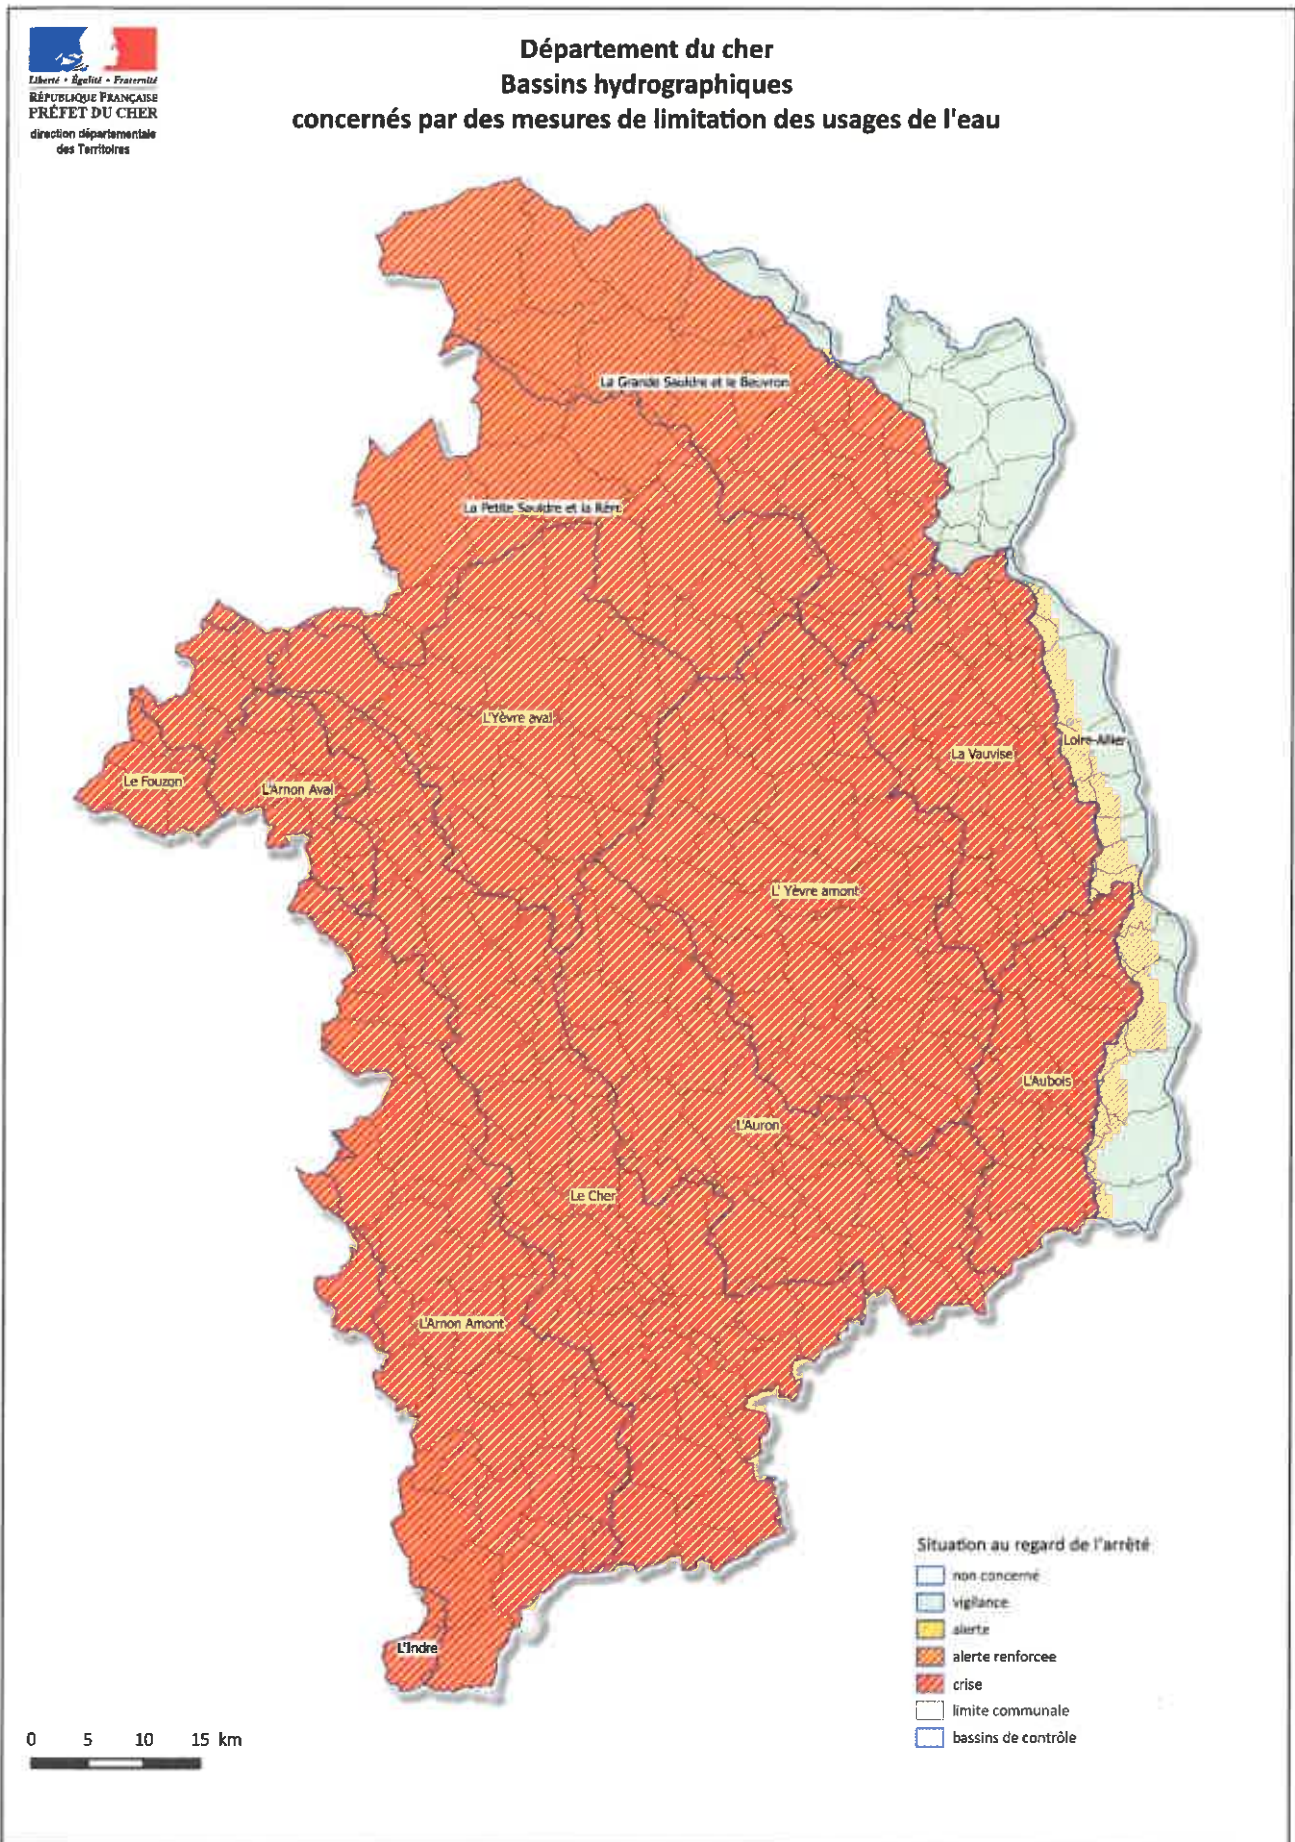 Liberté • Égalité • Fraternité
RÉPUBLIQUE FRANÇAISE
PRÉFET DU CHER
direction départementale
des Territoires
Département du cher
Bassins hydrographiques
concernés par des mesures de limitation des usages de l'eau
La Grande Sauldre et le Beuvron
La Petite Sauldre et la Rère
L'Yèvre aval
La Vauvise
Loire-Allier
Le Fouzon
L'Arnon Aval
L' Yèvre amont
L'Aubois
L'Auron
Le Cher
L'Arnon Amont
L'Indre
Situation au regard de l'arrêté
non concerné
vigilance
alerte
alerte renforcee
crise
limite communale
bassins de contrôle
0 5 10 15 km